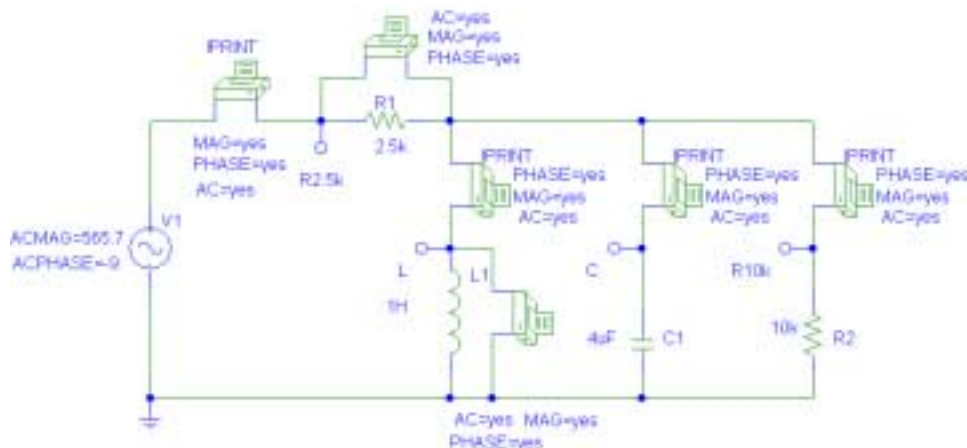 AC=yes
MAG=yes
PHASE=yes
IPRINT
R1
2.5k
MAG=yes
PHASE=yes
AC=yes
R2.5k
IPRINT
PHASE=yes
MAG=yes
AC=yes
IPRINT
PHASE=yes
MAG=yes
AC=yes
IPRINT
PHASE=yes
MAG=yes
AC=yes
V1
ACMAG=565.7
ACPHASE=-9
L
L1
1H
C
4uF
C1
R10k
10k
R2
AC=yes MAG=yes
PHASE=yes